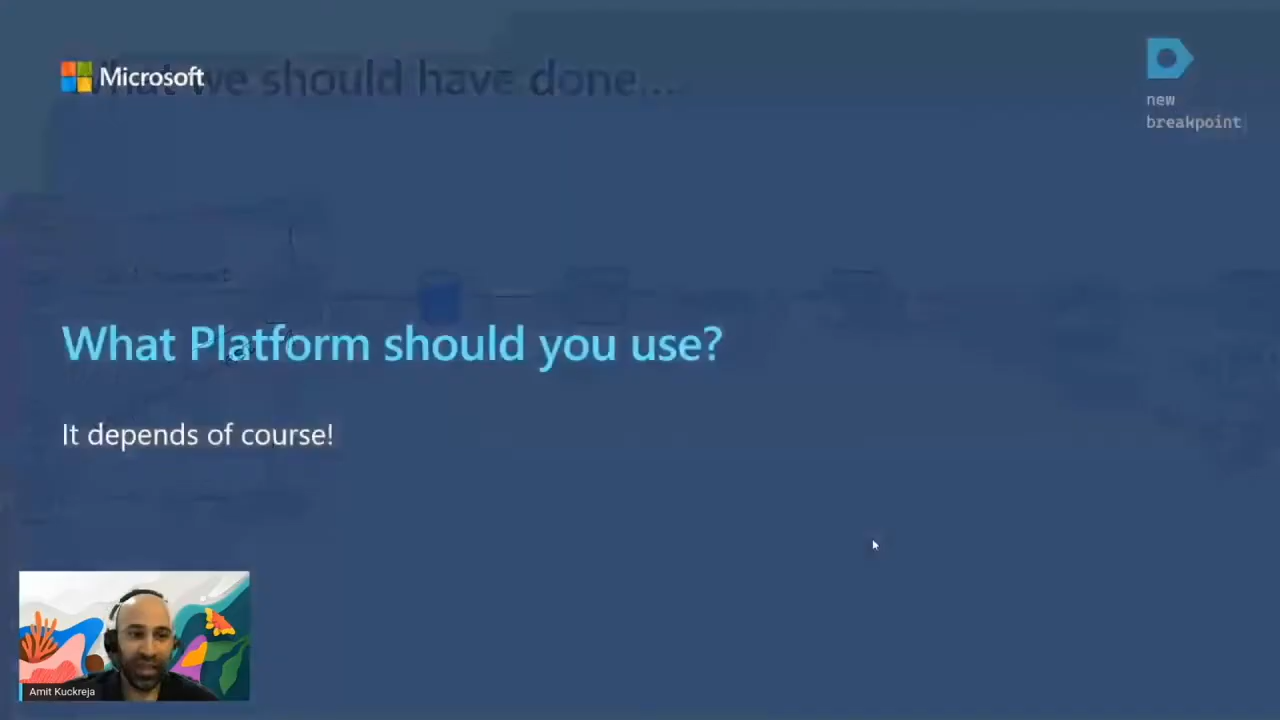 Microsoft
What we should have done....
new
breakpoint
What Platform should you use?
It depends of course!
Amit Kuckreja